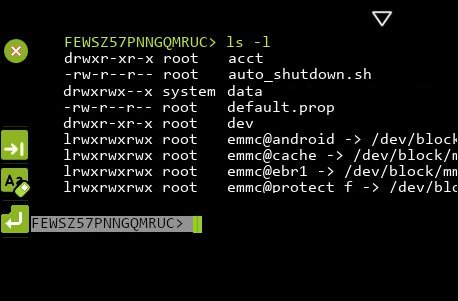 FEWSZ57PNNGQMRUC> ls -l
drwxr-xr-x root   acct
-rw-r--r-- root   auto_shutdown.sh
drwxrwx--x system data
-rw-r--r-- root   default.prop
drwxr-xr-x root   dev
lrwxrwxrwx root   emmc@android -> /dev/block
lrwxrwxrwx root   emmc@cache -> /dev/block/m
lrwxrwxrwx root   emmc@ebr1 -> /dev/block/mm
lrwxrwxrwx root   emmc@protect_f -> /dev/blo
Aa
FEWSZ57PNNGQMRUC>